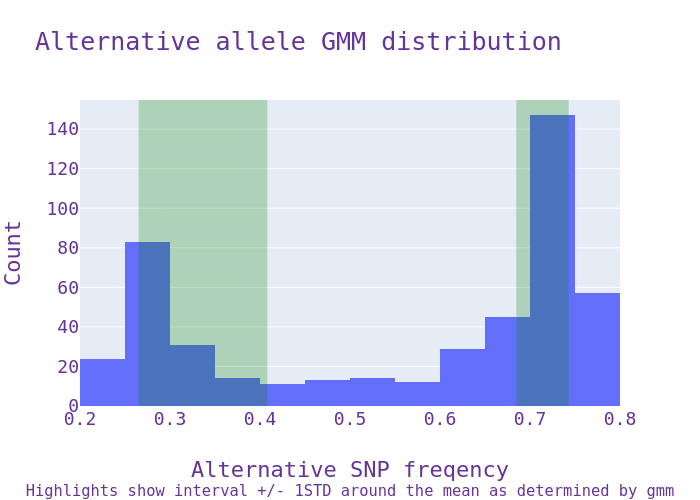 Alternative allele GMM distribution
140
120
100
80
60
40
20
0
0.2 0.3 0.4 0.5 0.6 0.7 0.8
Count
Alternative SNP freqency
Highlights show interval +/- 1STD around the mean as determined by gmm